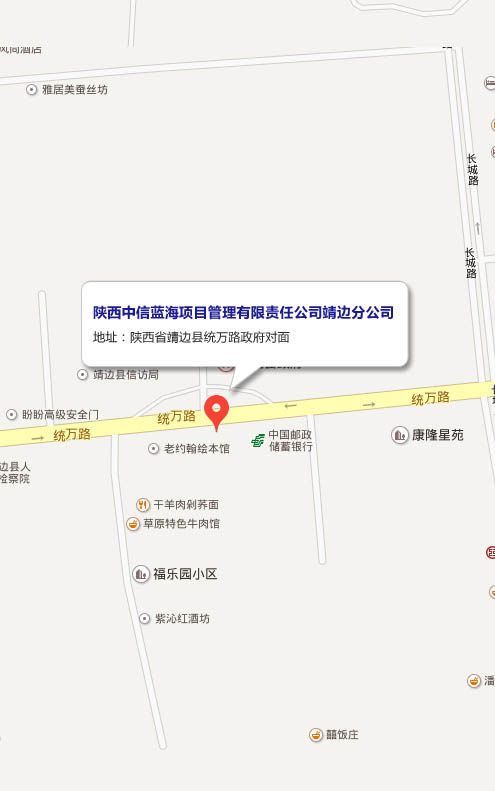 雅居美蚕丝坊
长城路
长城路
陕西中信蓝海项目管理有限责任公司靖边分公司
地址：陕西省靖边县统万路政府对面
靖边县信访局
盼盼高级安全门
统万路
统万路
统万路
老约翰绘本馆
中国邮政
储蓄银行
康隆星苑
边县人
检察院
干羊肉剁荞面
草原特色牛肉馆
福乐园小区
紫沁红酒坊
潘
囍饭庄